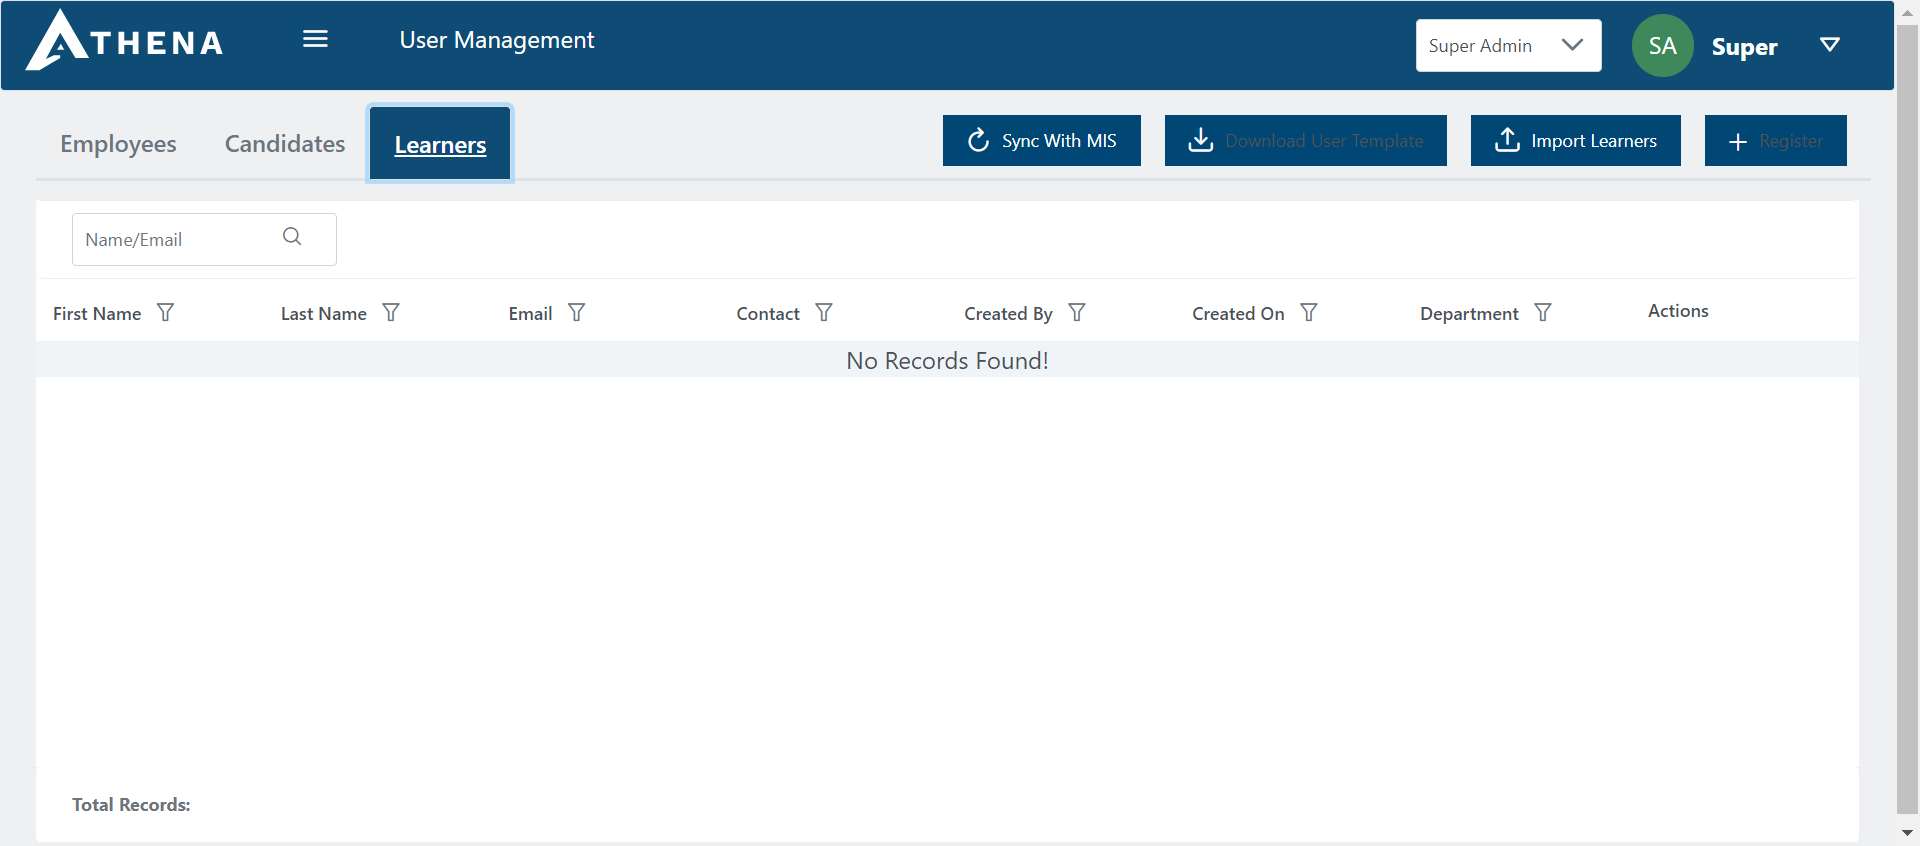 ATHENA
User Management
Super Admin
SA
Super
Employees
Candidates
Learners
Sync With MIS
Download User Template
Import Learners
Register
Name/Email
First Name
Last Name
Email
Contact
Created By
Created On
Department
Actions
No Records Found!
Total Records: